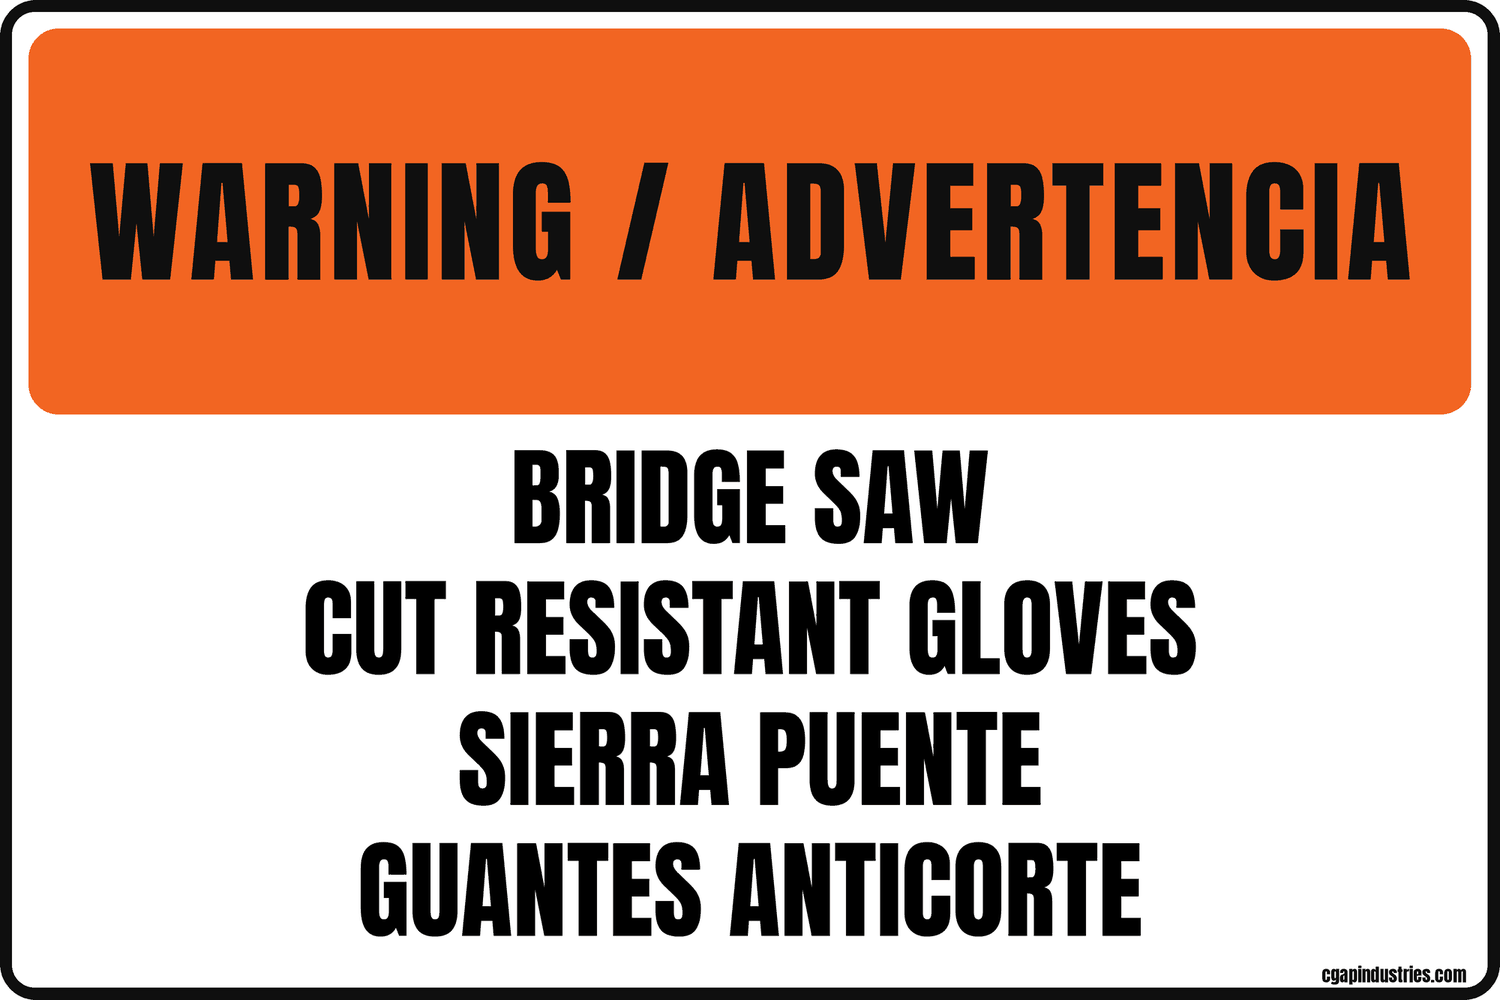 WARNING / ADVERTENCIA
BRIDGE SAW
CUT RESISTANT GLOVES
SIERRA PUENTE
GUANTES ANTICORTE
cgapindustries.com